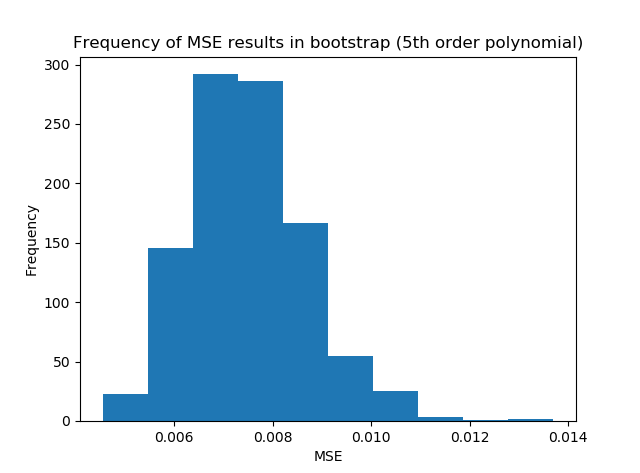 Frequency of MSE results in bootstrap (5th order polynomial)
300
250
200
150
100
50
0
Frequency
0.006 0.008 0.010 0.012 0.014
MSE